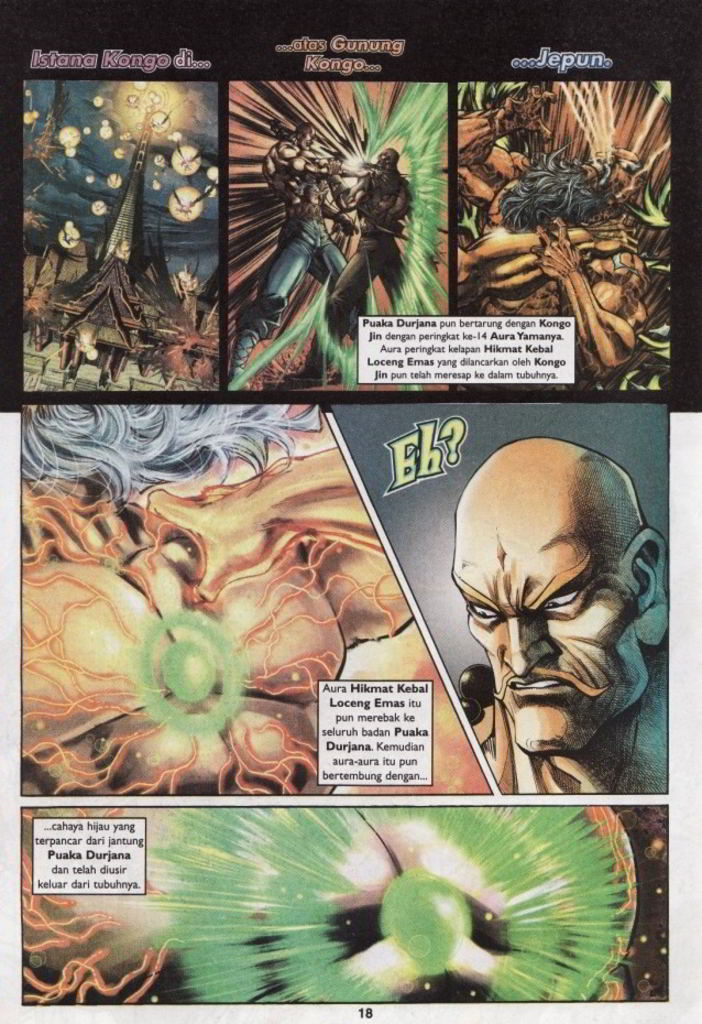 Istana Kongo di...
...atas Gunung
Kongo...
...Jepun.
Puaka Durjana pun bertarung dengan Kongo
Jin dengan peringkat ke-14 Aura Yamanya.
Aura peringkat kelapan Hikmat Kebal
Loceng Emas yang dilancarkan oleh Kongo
Jin pun telah meresap ke dalam tubuhnya.
Eh?
Aura Hikmat Kebal
Loceng Emas itu
pun merebak ke
seluruh badan Puaka
Durjana. Kemudian
aura-aura itu pun
bertembung dengan...
...cahaya hijau yang
terpancar dari jantung
Puaka Durjana
dan telah diusir
keluar dari tubuhnya.
18